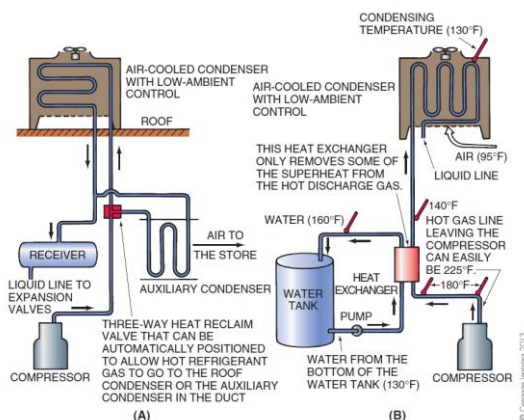 CONDENSING
TEMPERATURE (130°F)
AIR-COOLED CONDENSER
WITH LOW-AMBIENT
CONTROL
ROOF
RECEIVER
LIQUID LINE TO
EXPANSION
VALVES
AIR TO
THE STORE
AUXILIARY CONDENSER
THREE-WAY HEAT RECLAIM
VALVE THAT CAN BE
AUTOMATICALLY POSITIONED
TO ALLOW HOT REFRIGERANT
GAS TO GO TO THE ROOF
CONDENSER OR THE AUXILIARY
CONDENSER IN THE DUCT
COMPRESSOR
(A)
AIR-COOLED CONDENSER
WITH LOW-AMBIENT
CONTROL
THIS HEAT EXCHANGER
ONLY REMOVES SOME OF
THE SUPERHEAT FROM
THE HOT DISCHARGE GAS.
AIR (95°F)
LIQUID LINE
WATER (160°F)
140°F
HOT GAS LINE
LEAVING THE
COMPRESSOR
CAN EASILY
BE 225°F.
180°F
WATER
TANK
HEAT
EXCHANGER
PUMP
WATER FROM THE
BOTTOM OF THE
WATER TANK (130°F)
COMPRESSOR
(B)
© Cengage Learning 2013